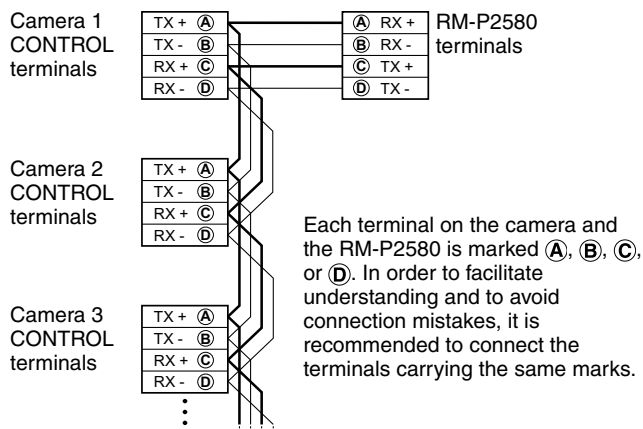 Camera 1
CONTROL
terminals
TX + Ⓐ
TX - Ⓑ
RX + Ⓒ
RX - Ⓓ
Ⓐ RX +
Ⓑ RX -
Ⓒ TX +
Ⓓ TX -
RM-P2580
terminals
Camera 2
CONTROL
terminals
TX + Ⓐ
TX - Ⓑ
RX + Ⓒ
RX - Ⓓ
Each terminal on the camera and
the RM-P2580 is marked Ⓐ, Ⓑ, Ⓒ,
or Ⓓ. In order to facilitate
understanding and to avoid
connection mistakes, it is
recommended to connect the
terminals carrying the same marks.
Camera 3
CONTROL
terminals
TX + Ⓐ
TX - Ⓑ
RX + Ⓒ
RX - Ⓓ